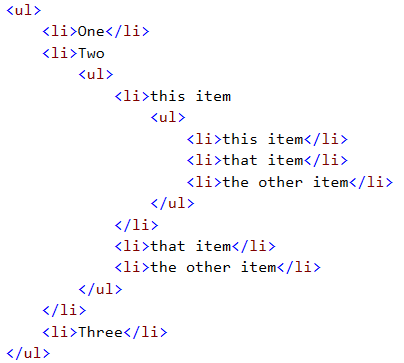 <ul>
<li>One</li>
<li>Two
<ul>
<li>this item
<ul>
<li>this item</li>
<li>that item</li>
<li>the other item</li>
</ul>
</li>
<li>that item</li>
<li>the other item</li>
</ul>
</li>
<li>Three</li>
</ul>